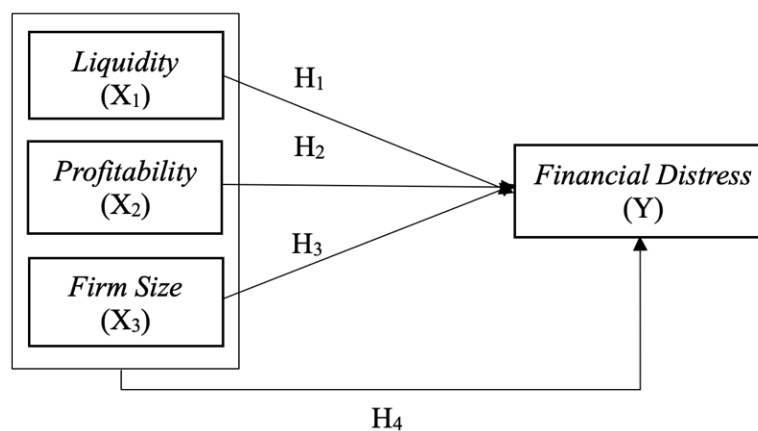 Liquidity
(X₁)
H₁
Profitability
(X₂)
H₂
Financial Distress
(Y)
Firm Size
(X₃)
H₃
H₄